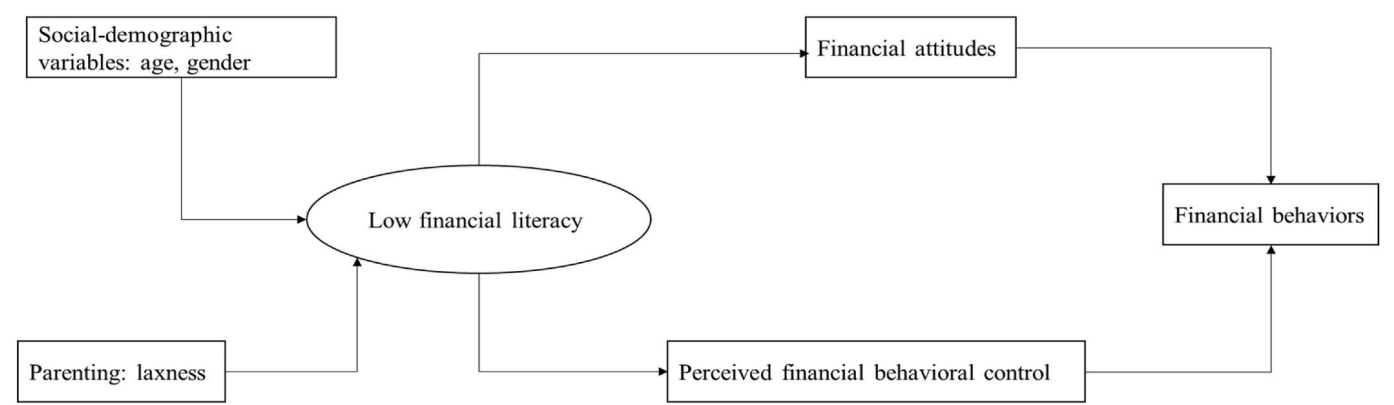 Social-demographic
variables: age, gender
Financial attitudes
Low financial literacy
Financial behaviors
Parenting: laxness
Perceived financial behavioral control